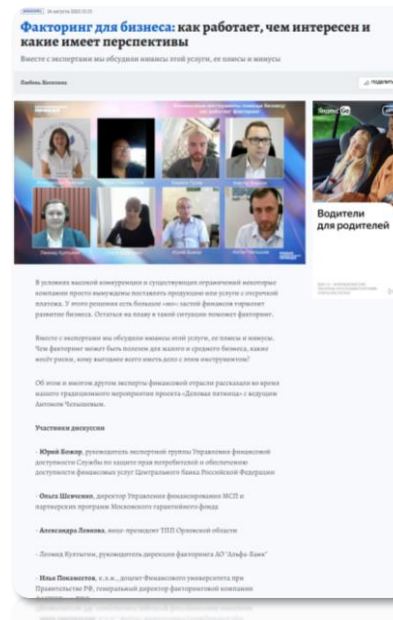 Факторинг для бизнеса: как работает, чем интересен и
какие имеет перспективы
Вместе с экспертами мы обсудили нюансы этой услуги, ее плюсы и минусы
ПОДЕЛИТЬ
Водители
для родителей
В условиях высокой конкуренции и существующих ограничений некоторые
компании просто вынуждены поставлять продукцию или услуги с отсрочкой
платежа. У этого решения есть большое «но»: застой финансов тормозит
развитие бизнеса. Остаться на плаву в такой ситуации поможет факторинг.
Вместе с экспертами мы обсудили нюансы этой услуги, ее плюсы и минусы.
Чем факторинг может быть полезен для малого и среднего бизнеса, какие
несёт риски, кому выгоднее всего иметь дело с этим инструментом?
Об этом и многом другом эксперты финансовой отрасли рассказали во время
нашего традиционного мероприятия проекта «Деловая пятница» с ведущим
Антоном Челышевым.
Участники дискуссии
- Юрий Божор, руководитель экспертной группы Управления финансовой
доступности Службы по защите прав потребителей и обеспечению
доступности финансовых услуг Центрального банка Российской Федерации
- Ольга Шевченко, директор Управления финансирования МСП и
партнерских программ Московского гарантийного фонда
- Александра Левкова, вице-президент ТПП Орловской области
- Леонид Култыгин, руководитель дирекции факторинга АО "Альфа-Банк"
- Илья Покаместов, к.э.н., доцент Финансового университета при
Правительстве РФ, генеральный директор факторинговой компании